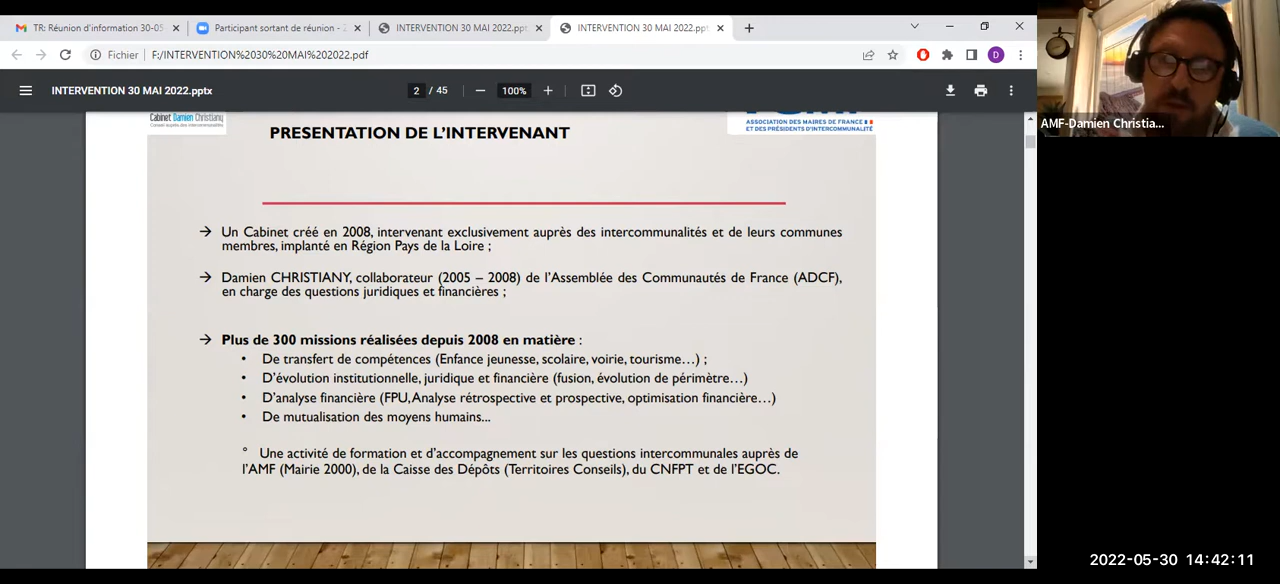 TR: Réunion d'information 30-05
Participant sortant de réunion - Z
INTERVENTION 30 MAI 2022.ppt
INTERVENTION 30 MAI 2022.ppt
Fichier
F:/INTERVENTION%2030%20MAI%202022.pdf
D
INTERVENTION 30 MAI 2022.pptx
2 / 45
100%
Cabinet Damien Christiany
Conseil auprès des intercommunalités
PRESENTATION DE L'INTERVENANT
ASSOCIATION DES MAIRES DE FRANCE
ET DES PRÉSIDENTS D'INTERCOMMUNALITÉ
→ Un Cabinet créé en 2008, intervenant exclusivement auprès des intercommunalités et de leurs communes
membres, implanté en Région Pays de la Loire ;
→ Damien CHRISTIANY, collaborateur (2005 – 2008) de l'Assemblée des Communautés de France (ADCF),
en charge des questions juridiques et financières ;
→ Plus de 300 missions réalisées depuis 2008 en matière :
• De transfert de compétences (Enfance jeunesse, scolaire, voirie, tourisme…) ;
• D'évolution institutionnelle, juridique et financière (fusion, évolution de périmètre…)
• D'analyse financière (FPU, Analyse rétrospective et prospective, optimisation financière…)
• De mutualisation des moyens humains…
° Une activité de formation et d'accompagnement sur les questions intercommunales auprès de
l'AMF (Mairie 2000), de la Caisse des Dépôts (Territoires Conseils), du CNFPT et de l'EGOC.
AMF-Damien Christia...
2022-05-30 14:42:11